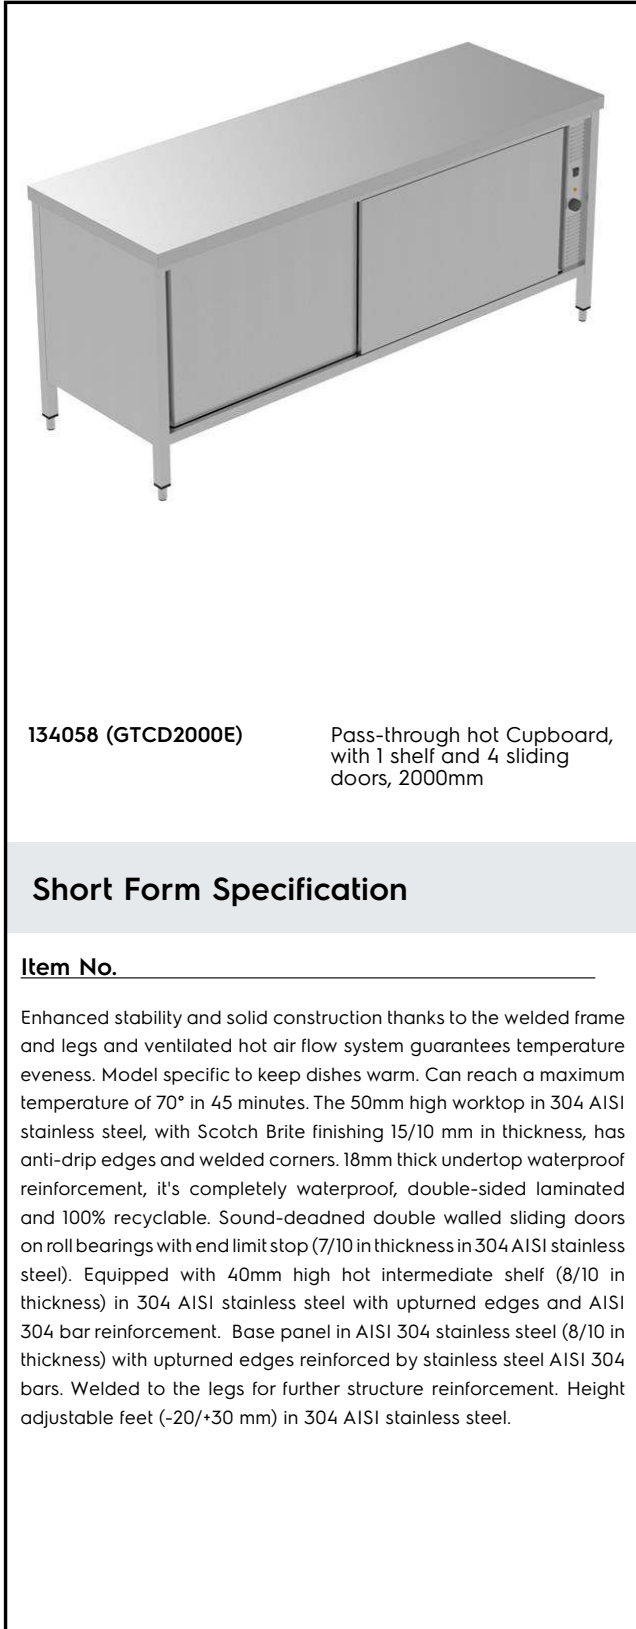 134058 (GTCD2000E)
Pass-through hot Cupboard,
with 1 shelf and 4 sliding
doors, 2000mm
Short Form Specification
Item No.
Enhanced stability and solid construction thanks to the welded frame
and legs and ventilated hot air flow system guarantees temperature
eveness. Model specific to keep dishes warm. Can reach a maximum
temperature of 70° in 45 minutes. The 50mm high worktop in 304 AISI
stainless steel, with Scotch Brite finishing 15/10 mm in thickness, has
anti-drip edges and welded corners. 18mm thick undertop waterproof
reinforcement, it's completely waterproof, double-sided laminated
and 100% recyclable. Sound-deadned double walled sliding doors
on roll bearings with end limit stop (7/10 in thickness in 304 AISI stainless
steel). Equipped with 40mm high hot intermediate shelf (8/10 in
thickness) in 304 AISI stainless steel with upturned edges and AISI
304 bar reinforcement. Base panel in AISI 304 stainless steel (8/10 in
thickness) with upturned edges reinforced by stainless steel AISI 304
bars. Welded to the legs for further structure reinforcement. Height
adjustable feet (-20/+30 mm) in 304 AISI stainless steel.